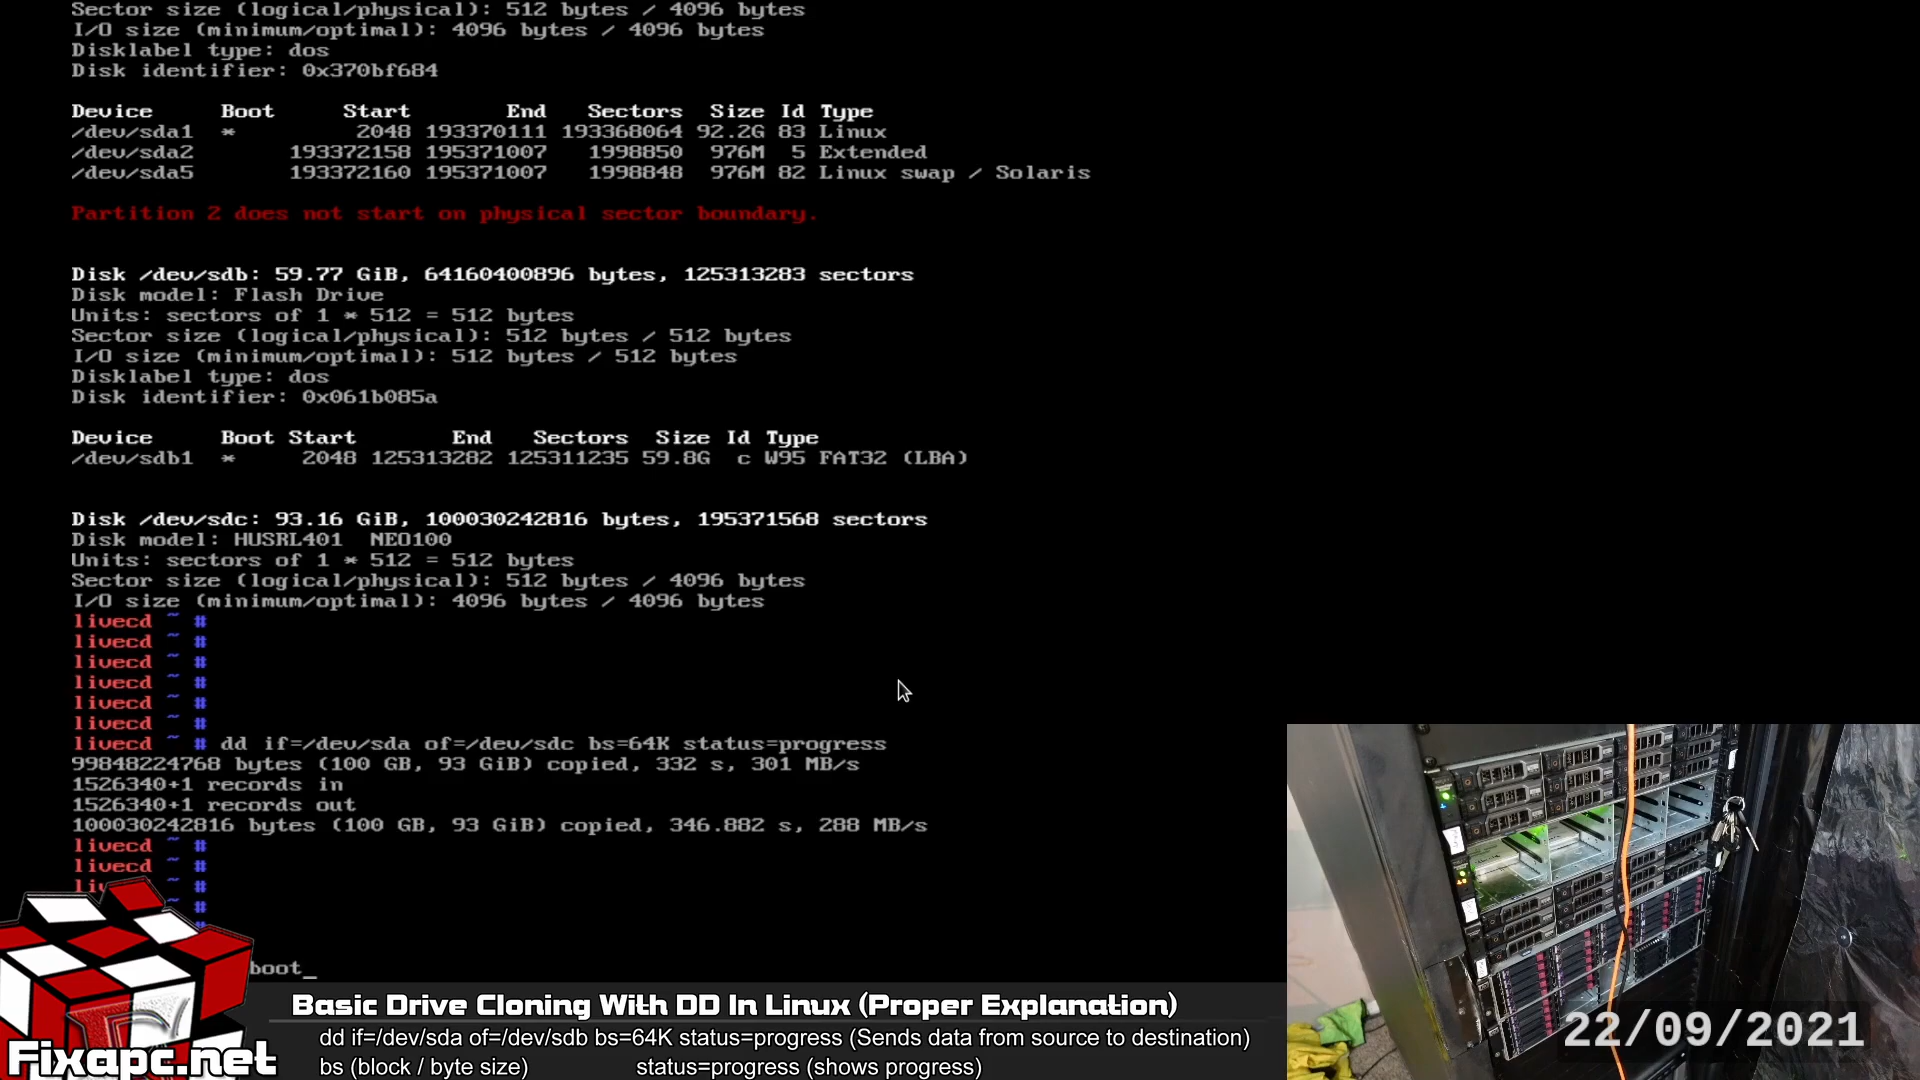 Sector size (logical/physical): 512 bytes / 4096 bytes
I/O size (minimum/optimal): 4096 bytes / 4096 bytes
Disklabel type: dos
Disk identifier: 0x370bf684
Device Boot Start End Sectors Size Id Type
/dev/sda1 * 2048 193370111 193368064 92.2G 83 Linux
/dev/sda2 193372158 195371007 1998850 976M 5 Extended
/dev/sda5 193372160 195371007 1998848 976M 82 Linux swap / Solaris
Partition 2 does not start on physical sector boundary.
Disk /dev/sdb: 59.77 GiB, 64160400896 bytes, 125313283 sectors
Disk model: Flash Drive
Units: sectors of 1 * 512 = 512 bytes
Sector size (logical/physical): 512 bytes / 512 bytes
I/O size (minimum/optimal): 512 bytes / 512 bytes
Disklabel type: dos
Disk identifier: 0x061b085a
Device Boot Start End Sectors Size Id Type
/dev/sdb1 * 2048 125313282 125311235 59.8G c W95 FAT32 (LBA)
Disk /dev/sdc: 93.16 GiB, 100030242816 bytes, 195371568 sectors
Disk model: HUSRL401 NEO100
Units: sectors of 1 * 512 = 512 bytes
Sector size (logical/physical): 512 bytes / 4096 bytes
I/O size (minimum/optimal): 4096 bytes / 4096 bytes
livecd ~ #
livecd ~ #
livecd ~ #
livecd ~ #
livecd ~ #
livecd ~ #
livecd ~ # dd if=/dev/sda of=/dev/sdc bs=64K status=progress
99848224768 bytes (100 GB, 93 GiB) copied, 332 s, 301 MB/s
1526340+1 records in
1526340+1 records out
100030242816 bytes (100 GB, 93 GiB) copied, 346.882 s, 288 MB/s
livecd ~ #
livecd ~ #
li ~ #
~ #
boot_
Basic Drive Cloning With DD In Linux (Proper Explanation)
dd if=/dev/sda of=/dev/sdb bs=64K status=progress (Sends data from source to destination)
bs (block / byte size) status=progress (shows progress)
Fixapc.net
22/09/2021